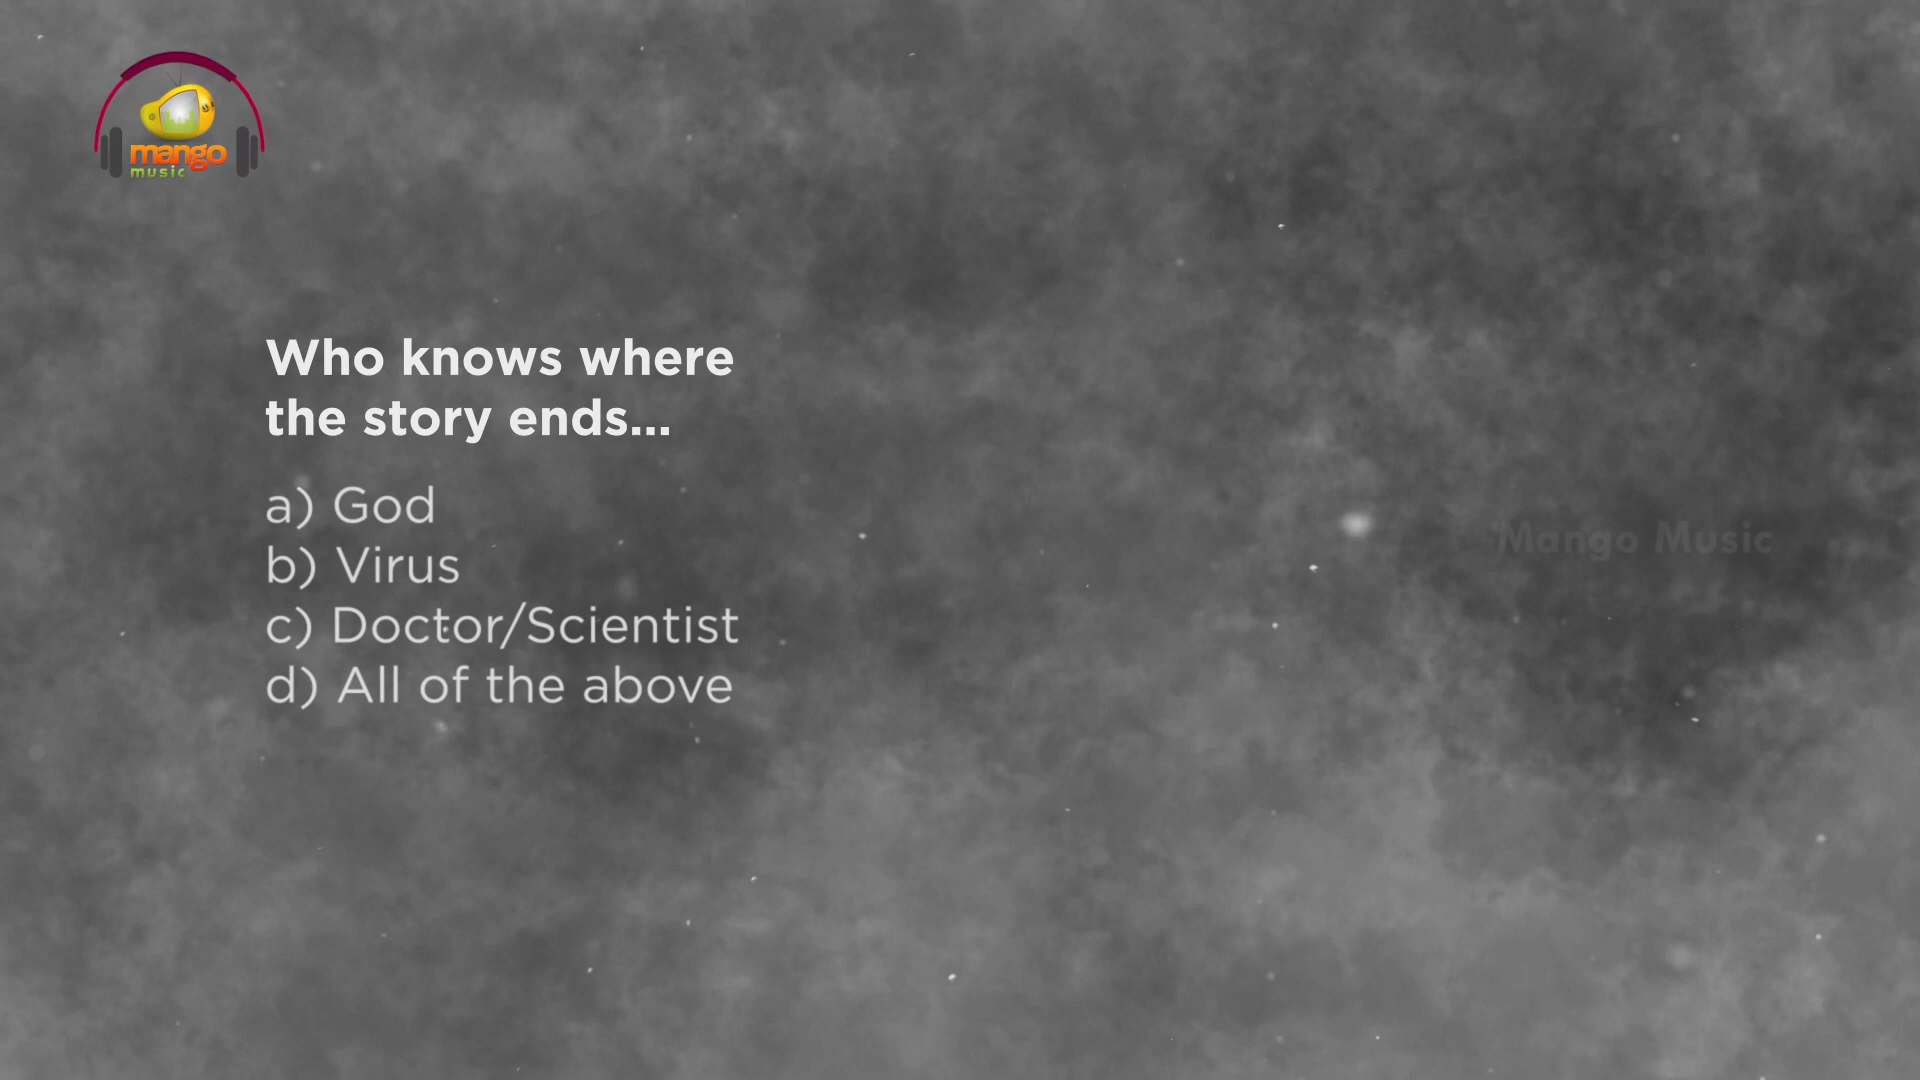 mango
music
Who knows where
the story ends...
a) God
b) Virus
c) Doctor/Scientist
d) All of the above
Mango Music